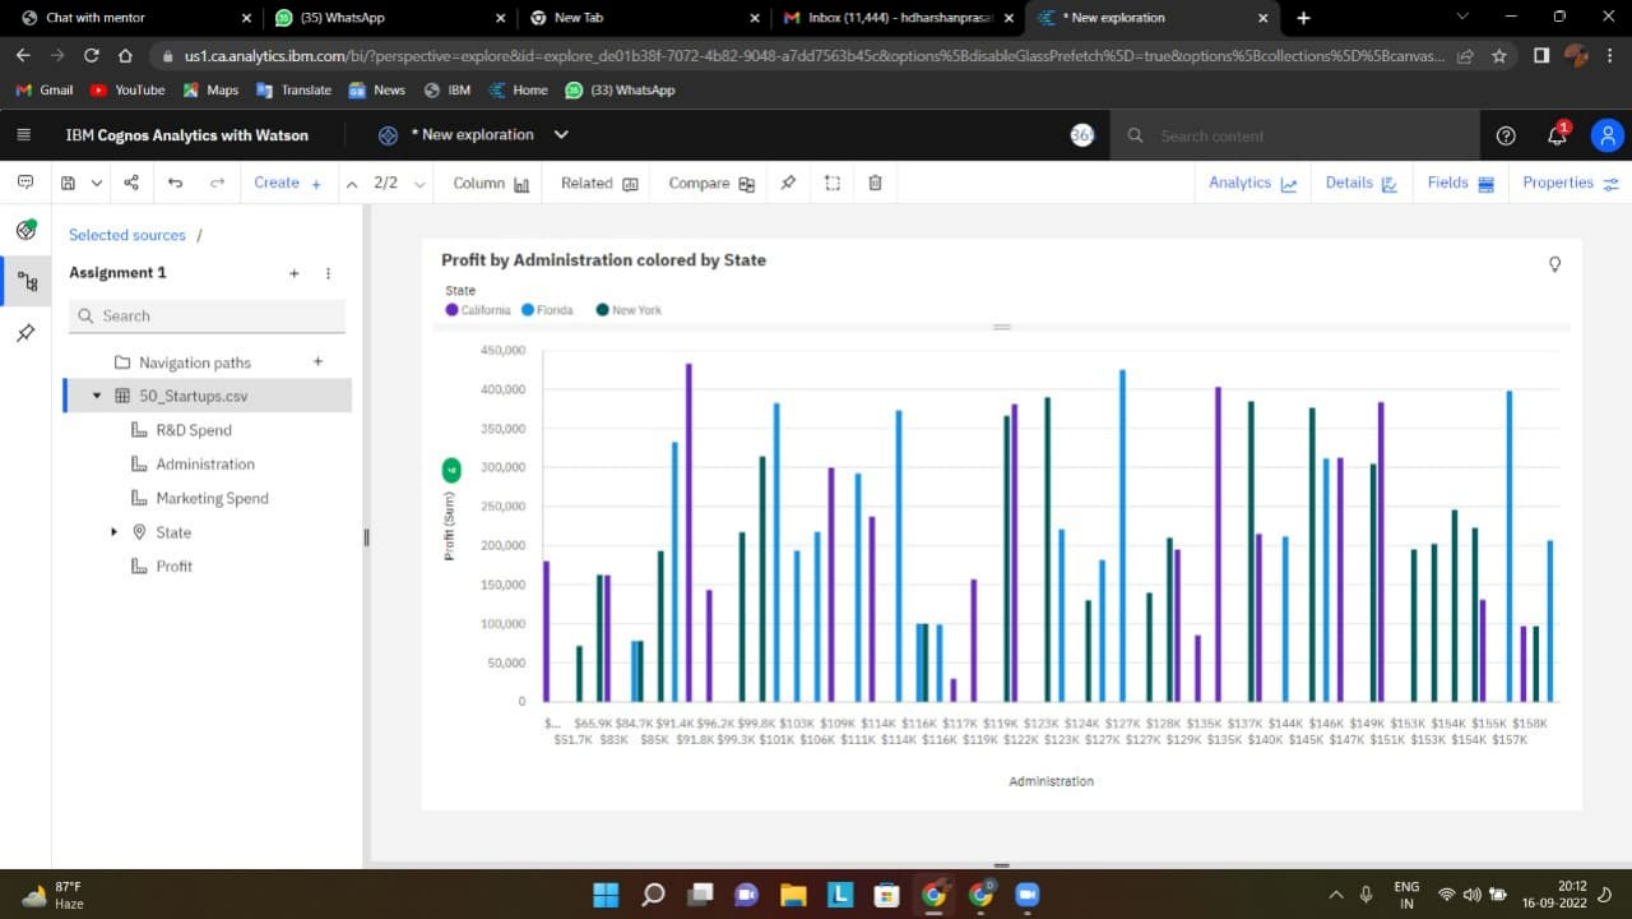 Chat with mentor
(35) WhatsApp
New Tab
Inbox (11,444) - hdharshanprasa
* New exploration
us1.ca.analytics.ibm.com/bi/?perspective=explore&id=explore_de01b38f-7072-4b82-9048-a7dd7563b45c&options%5BdisableGlassPrefetch%5D=true&options%5Bcollections%5D%5Bcanvas...
Gmail YouTube Maps Translate News IBM Home (33) WhatsApp
IBM Cognos Analytics with Watson
* New exploration
Search content
1
Create + 2/2 Column Related Compare Analytics Details Fields Properties
Selected sources /
Assignment 1
Search
Navigation paths
50_Startups.csv
R&D Spend
Administration
Marketing Spend
State
Profit
Profit by Administration colored by State
State
California Florida New York
450,000
400,000
350,000
300,000
250,000
200,000
150,000
100,000
50,000
0
Profit (Sum)
$... $65.9K $84.7K $91.4K $96.2K $99.8K $103K $109K $114K $116K $117K $119K $123K $124K $127K $128K $135K $137K $144K $146K $149K $153K $154K $155K $158K
$51.7K $83K $85K $91.8K $99.3K $101K $106K $111K $114K $116K $119K $122K $123K $127K $127K $129K $135K $140K $145K $147K $151K $153K $154K $157K
Administration
87°F
Haze
ENG
IN
20:12
16-09-2022